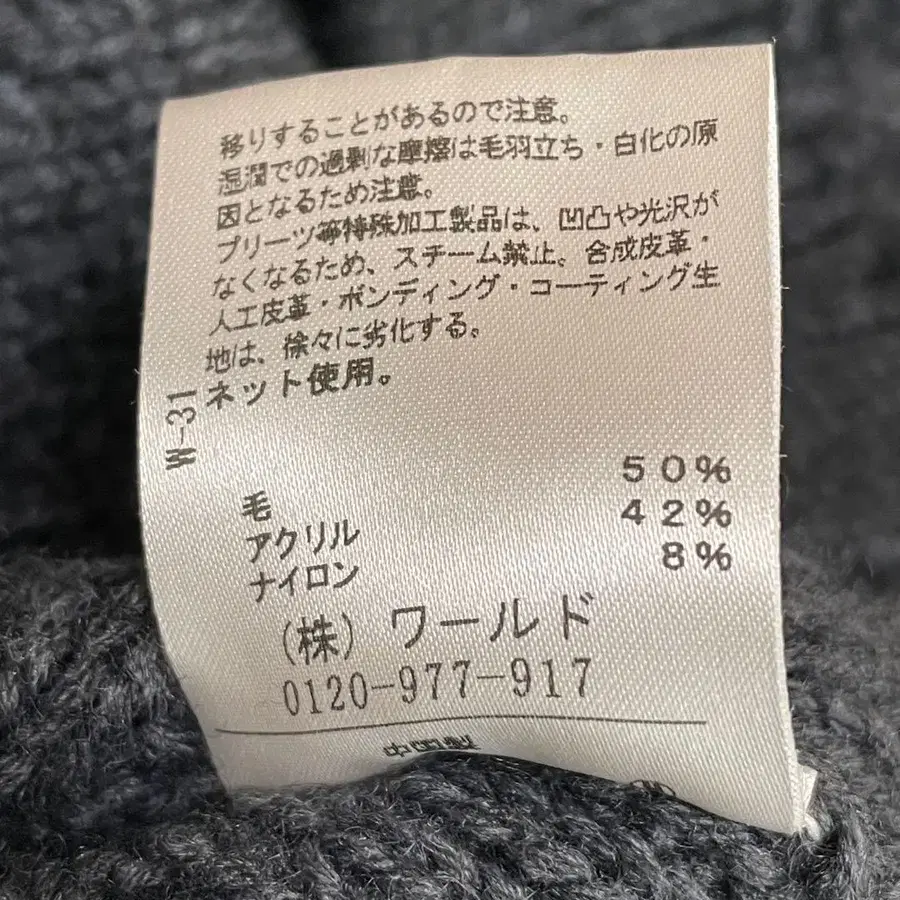 移りすることがあるので注意。
湿潤での過剰な摩擦は毛羽立ち・白化の原
因となるため注意。
プリーツ等特殊加工製品は、凹凸や光沢が
なくなるため、スチーム禁止。合成皮革・
人工皮革・ボンディング・コーティング生
地は、徐々に劣化する。
ネット使用。
W-31
毛 50%
アクリル 42%
ナイロン 8%
(株) ワールド
0120-977-917
中国製